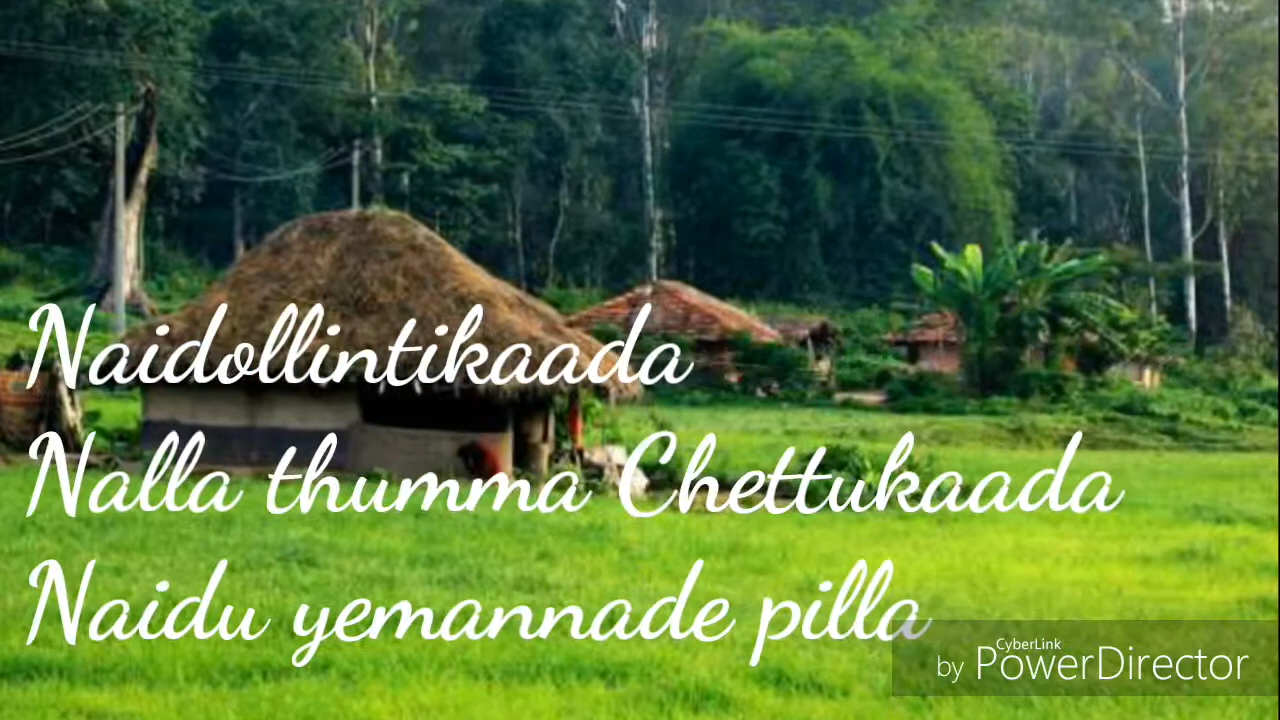 Naidollintikaada
Nalla thumma Chettukaada
Naidu yemannade pilla
CyberLink
by PowerDirector